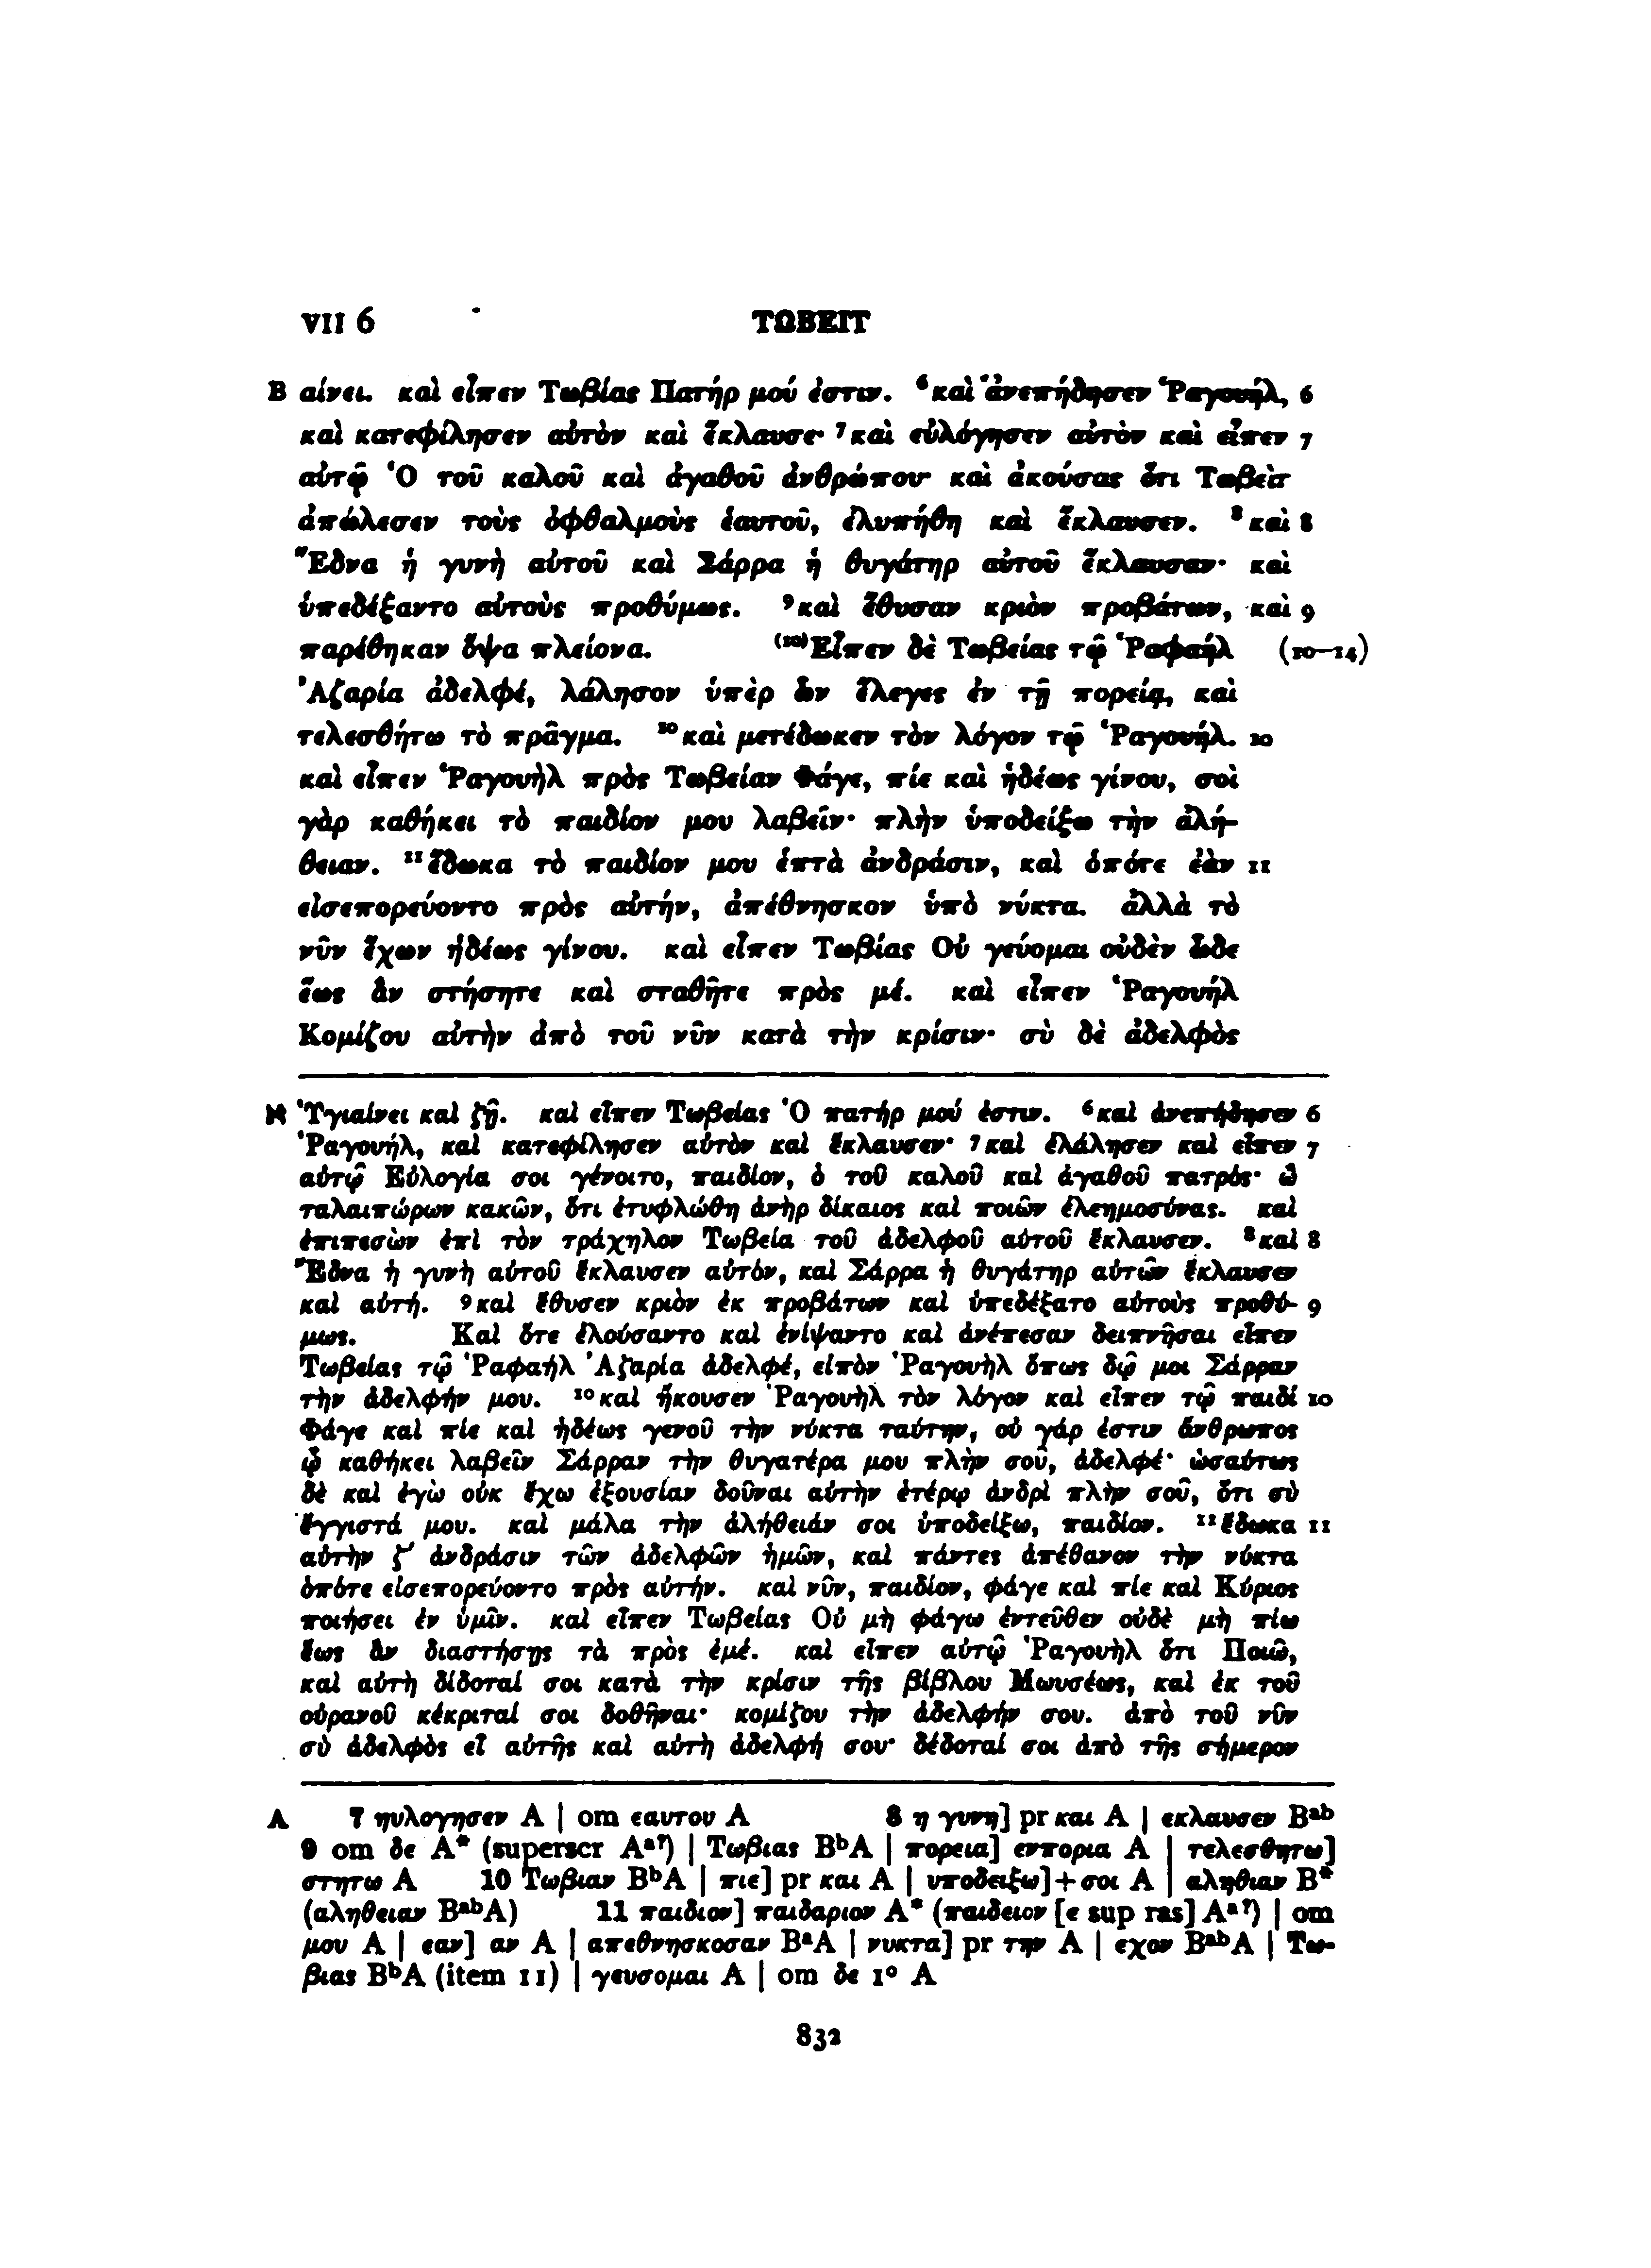 VII 6 ΤΩΒΕΙΤ
B αίνει. καὶ εἶπεν Τωβίας Πατήρ μού ἐστιν. ⁶καὶ ἀνεπήδησεν Ῥαγουήλ, 6
καὶ κατεφίλησεν αὐτὸν καὶ ἔκλαυσε· ⁷καὶ εὐλόγησεν αὐτὸν καὶ εἶπεν 7
αὐτῷ Ὁ τοῦ καλοῦ καὶ ἀγαθοῦ ἀνθρώπου· καὶ ἀκούσας ὅτι Τωβεὶτ
ἀπώλεσεν τοὺς ὀφθαλμοὺς ἑαυτοῦ, ἐλυπήθη καὶ ἔκλαυσεν. ⁸καὶ 8
Ἕδνα ἡ γυνὴ αὐτοῦ καὶ Σάρρα ἡ θυγάτηρ αὐτοῦ ἔκλαυσαν· καὶ
ὑπεδέξαντο αὐτοὺς προθύμως. ⁹καὶ ἔθυσαν κριὸν προβάτων, καὶ 9
παρέθηκαν ὄψα πλείονα. ⁽¹⁰⁾Εἶπεν δὲ Τωβείας τῷ Ῥαφαήλ (10—14)
Ἀζαρία ἀδελφέ, λάλησον ὑπὲρ ὧν ἔλεγες ἐν τῇ πορείᾳ, καὶ
τελεσθήτω τὸ πρᾶγμα. ¹⁰καὶ μετέδωκεν τὸν λόγον τῷ Ῥαγουήλ. 10
καὶ εἶπεν Ῥαγουὴλ πρὸς Τωβείαν Φάγε, πίε καὶ ἡδέως γίνου, σοὶ
γὰρ καθήκει τὸ παιδίον μου λαβεῖν· πλὴν ὑποδείξω τὴν ἀλή-
θειαν. ¹¹ἔδωκα τὸ παιδίον μου ἑπτὰ ἀνδράσιν, καὶ ὁπότε ἐὰν 11
εἰσεπορεύοντο πρὸς αὐτήν, ἀπέθνησκον ὑπὸ νύκτα. ἀλλὰ τὸ
νῦν ἔχων ἡδέως γίνου. καὶ εἶπεν Τωβίας Οὐ γεύομαι οὐδὲν ὧδε
ἕως ἂν στήσητε καὶ σταθῆτε πρὸς μέ. καὶ εἶπεν Ῥαγουήλ
Κομίζου αὐτὴν ἀπὸ τοῦ νῦν κατὰ τὴν κρίσιν· σὺ δὲ ἀδελφὸς
א Ὑγιαίνει καὶ ζῇ. καὶ εἶπεν Τωβείας Ὁ πατήρ μού ἐστιν. ⁶καὶ ἀνεπήδησεν 6
Ῥαγουήλ, καὶ κατεφίλησεν αὐτὸν καὶ ἔκλαυσεν· ⁷καὶ ἐλάλησεν καὶ εἶπεν 7
αὐτῷ Εὐλογία σοι γένοιτο, παιδίον, ὁ τοῦ καλοῦ καὶ ἀγαθοῦ πατρός· ὦ
ταλαιπώρων κακῶν, ὅτι ἐτυφλώθη ἀνὴρ δίκαιος καὶ ποιῶν ἐλεημοσύνας. καὶ
ἐπιπεσὼν ἐπὶ τὸν τράχηλον Τωβεία τοῦ ἀδελφοῦ αὐτοῦ ἔκλαυσεν. ⁸καὶ 8
Ἕδνα ἡ γυνὴ αὐτοῦ ἔκλαυσεν αὐτόν, καὶ Σάρρα ἡ θυγάτηρ αὐτῶν ἔκλαυσεν
καὶ αὐτή. ⁹καὶ ἔθυσεν κριὸν ἐκ προβάτων καὶ ὑπεδέξατο αὐτοὺς προθύ- 9
μως. Καὶ ὅτε ἐλούσαντο καὶ ἐνίψαντο καὶ ἀνέπεσαν δειπνῆσαι εἶπεν
Τωβείας τῷ Ῥαφαήλ Ἀζαρία ἀδελφέ, εἰπὸν Ῥαγουὴλ ὅπως δῷ μοι Σάρραν
τὴν ἀδελφήν μου. ¹⁰καὶ ἤκουσεν Ῥαγουὴλ τὸν λόγον καὶ εἶπεν τῷ παιδί 10
Φάγε καὶ πίε καὶ ἡδέως γενοῦ τὴν νύκτα ταύτην, οὐ γάρ ἐστιν ἄνθρωπος
ᾧ καθήκει λαβεῖν Σάρραν τὴν θυγατέρα μου πλὴν σοῦ, ἀδελφέ· ὡσαύτως
δὲ καὶ ἐγὼ οὐκ ἔχω ἐξουσίαν δοῦναι αὐτὴν ἑτέρῳ ἀνδρὶ πλὴν σοῦ, ὅτι σὺ
ἔγγιστά μου. καὶ μάλα τὴν ἀλήθειάν σοι ὑποδείξω, παιδίον. ¹¹ἔδωκα 11
αὐτὴν ζʹ ἀνδράσιν τῶν ἀδελφῶν ἡμῶν, καὶ πάντες ἀπέθανον τὴν νύκτα
ὁπότε εἰσεπορεύοντο πρὸς αὐτήν. καὶ νῦν, παιδίον, φάγε καὶ πίε καὶ Κύριος
ποιήσει ἐν ὑμῖν. καὶ εἶπεν Τωβείας Οὐ μὴ φάγω ἐντεῦθεν οὐδὲ μὴ πίω
ἕως ἂν διαστήσῃς τὰ πρὸς ἐμέ. καὶ εἶπεν αὐτῷ Ῥαγουὴλ ὅτι Ποιῶ,
καὶ αὐτὴ δίδοταί σοι κατὰ τὴν κρίσιν τῆς βίβλου Μωυσέως, καὶ ἐκ τοῦ
οὐρανοῦ κέκριταί σοι δοθῆναι· κομίζου τὴν ἀδελφήν σου. ἀπὸ τοῦ νῦν
σὺ ἀδελφὸς εἶ αὐτῆς καὶ αὐτὴ ἀδελφή σου· δέδοταί σοι ἀπὸ τῆς σήμερον
A 7 ηυλογησεν A | om εαυτου A 8 η γυνη] pr και A | εκλαυσεν Bᵃᵇ
9 om δε A* (superscr Aᵃ?) | Τωβιας BᵇA | πορεια] ενπορια A | τελεσθητω]
στητω A 10 Τωβιαν BᵇA | πιε] pr και A | υποδειξω]+σοι A | αληθιαν B*
(αληθειαν BᵃᵇA) 11 παιδιον] παιδαριον A* (παιδειον [ε sup ras] Aᵃ?) | om
μου A | εαν] αν A | απεθνησκοσαν BᵃA | νυκτα] pr την A | εχον BᵃᵇA | Τω-
βιας BᵇA (item 11) | γευσομαι A | om δε 1° A
832